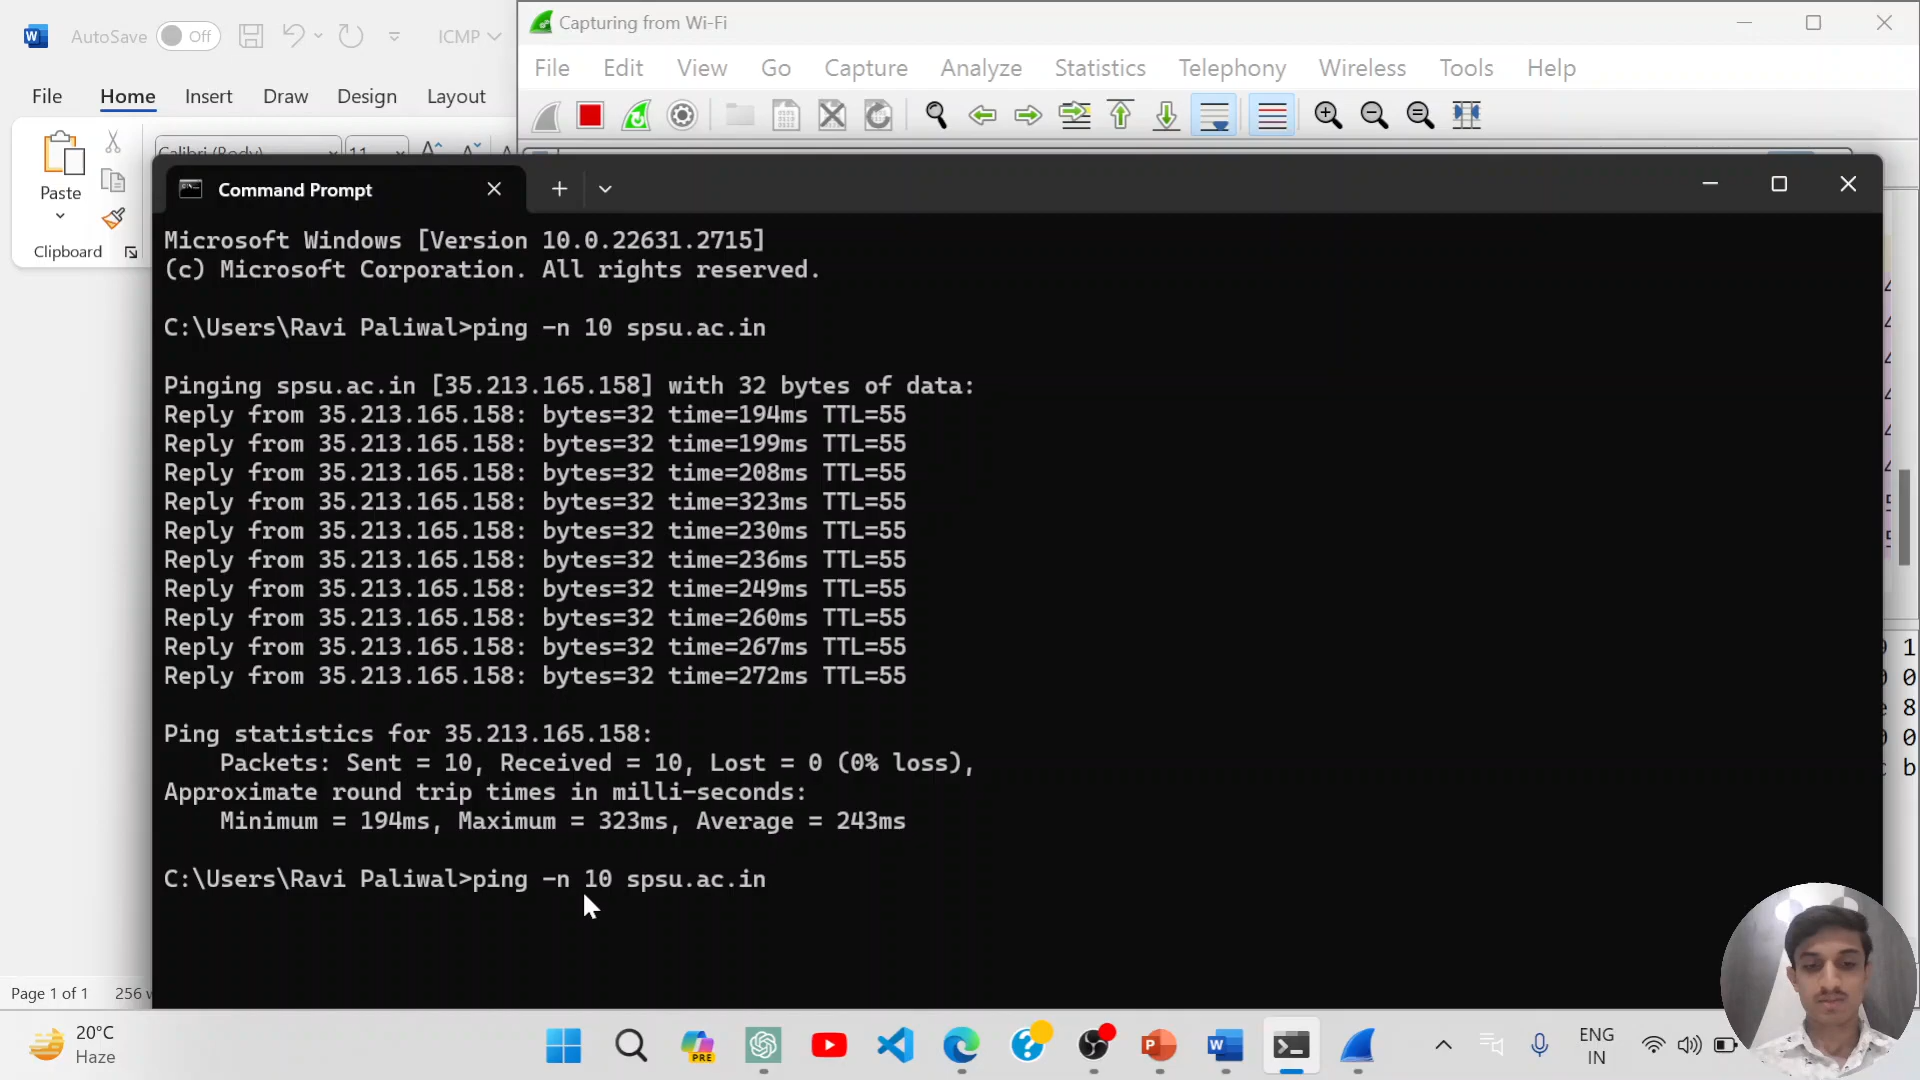 AutoSave Off ICMP
Capturing from Wi-Fi
File Edit View Go Capture Analyze Statistics Telephony Wireless Tools Help
File Home Insert Draw Design Layout
Calibri (Body) 11
Paste
Clipboard
Command Prompt
Microsoft Windows [Version 10.0.22631.2715]
(c) Microsoft Corporation. All rights reserved.
C:\Users\Ravi Paliwal>ping -n 10 spsu.ac.in
Pinging spsu.ac.in [35.213.165.158] with 32 bytes of data:
Reply from 35.213.165.158: bytes=32 time=194ms TTL=55
Reply from 35.213.165.158: bytes=32 time=199ms TTL=55
Reply from 35.213.165.158: bytes=32 time=208ms TTL=55
Reply from 35.213.165.158: bytes=32 time=323ms TTL=55
Reply from 35.213.165.158: bytes=32 time=230ms TTL=55
Reply from 35.213.165.158: bytes=32 time=236ms TTL=55
Reply from 35.213.165.158: bytes=32 time=249ms TTL=55
Reply from 35.213.165.158: bytes=32 time=260ms TTL=55
Reply from 35.213.165.158: bytes=32 time=267ms TTL=55
Reply from 35.213.165.158: bytes=32 time=272ms TTL=55
Ping statistics for 35.213.165.158:
Packets: Sent = 10, Received = 10, Lost = 0 (0% loss),
Approximate round trip times in milli-seconds:
Minimum = 194ms, Maximum = 323ms, Average = 243ms
C:\Users\Ravi Paliwal>ping -n 10 spsu.ac.in
Page 1 of 1 256
20°C
Haze
PRE
ENG
IN